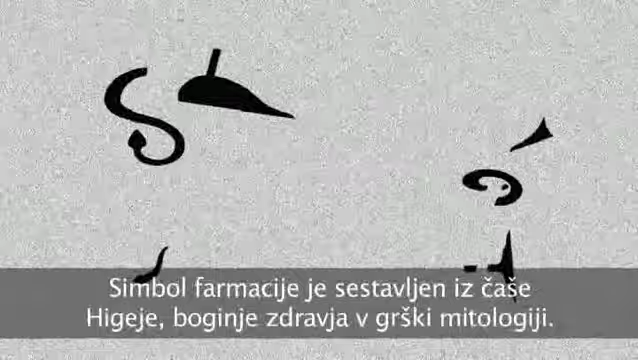 Simbol farmacije je sestavljen iz čaše
Higeje, boginje zdravja v grški mitologiji.